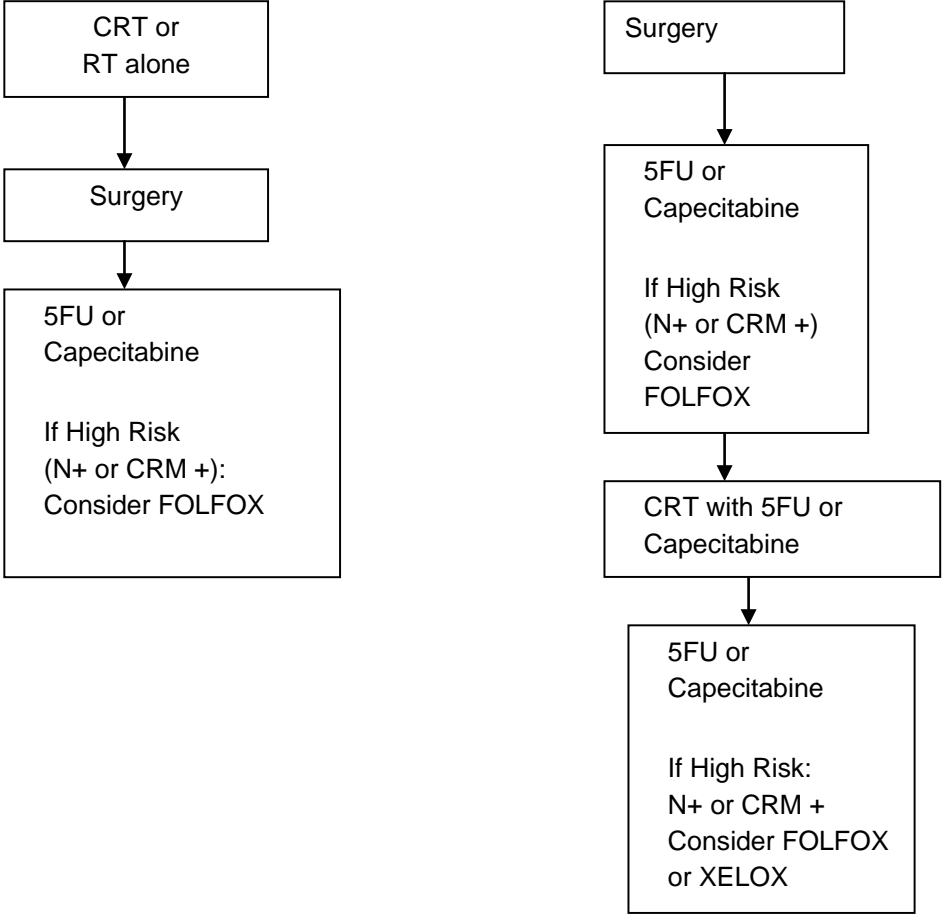 CRT or
RT alone
Surgery
5FU or
Capecitabine
If High Risk
(N+ or CRM +):
Consider FOLFOX
Surgery
5FU or
Capecitabine
If High Risk
(N+ or CRM +)
Consider
FOLFOX
CRT with 5FU or
Capecitabine
5FU or
Capecitabine
If High Risk:
N+ or CRM +
Consider FOLFOX
or XELOX